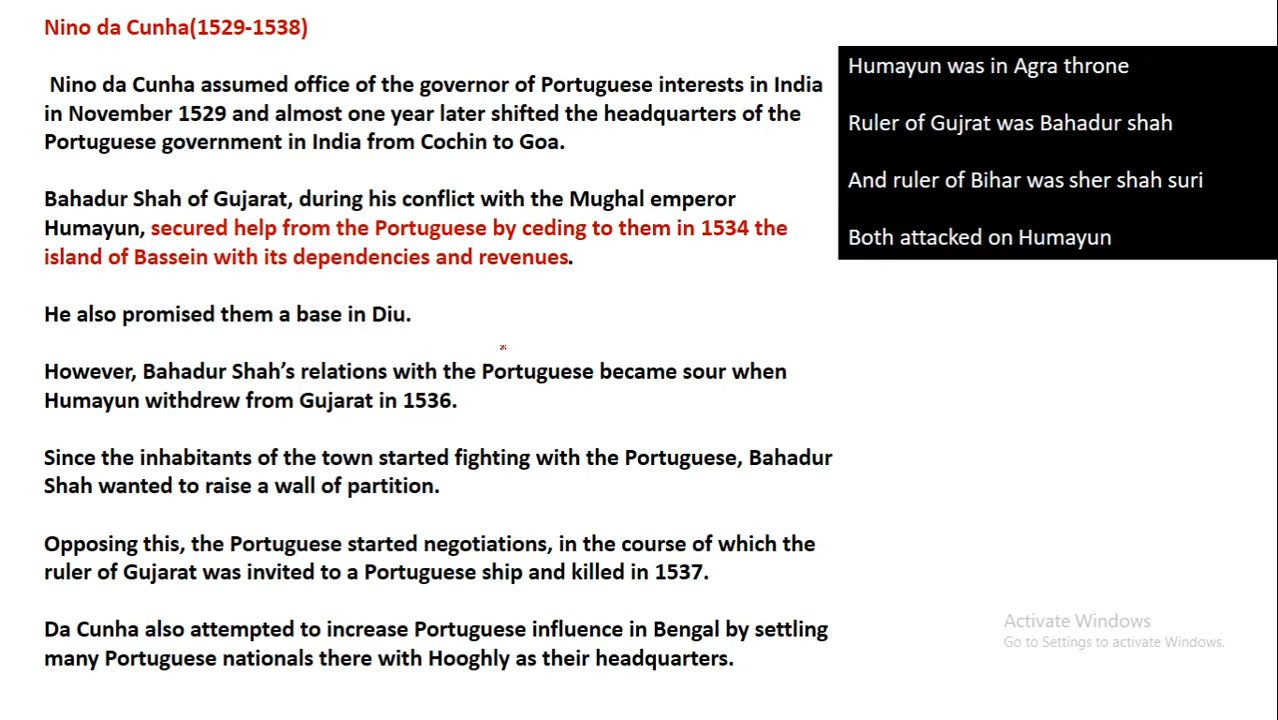 Nino da Cunha(1529-1538)
Nino da Cunha assumed office of the governor of Portuguese interests in India
in November 1529 and almost one year later shifted the headquarters of the
Portuguese government in India from Cochin to Goa.
Bahadur Shah of Gujarat, during his conflict with the Mughal emperor
Humayun, secured help from the Portuguese by ceding to them in 1534 the
island of Bassein with its dependencies and revenues.
He also promised them a base in Diu.
However, Bahadur Shah’s relations with the Portuguese became sour when
Humayun withdrew from Gujarat in 1536.
Since the inhabitants of the town started fighting with the Portuguese, Bahadur
Shah wanted to raise a wall of partition.
Opposing this, the Portuguese started negotiations, in the course of which the
ruler of Gujarat was invited to a Portuguese ship and killed in 1537.
Da Cunha also attempted to increase Portuguese influence in Bengal by settling
many Portuguese nationals there with Hooghly as their headquarters.
Humayun was in Agra throne
Ruler of Gujrat was Bahadur shah
And ruler of Bihar was sher shah suri
Both attacked on Humayun
Activate Windows
Go to Settings to activate Windows.